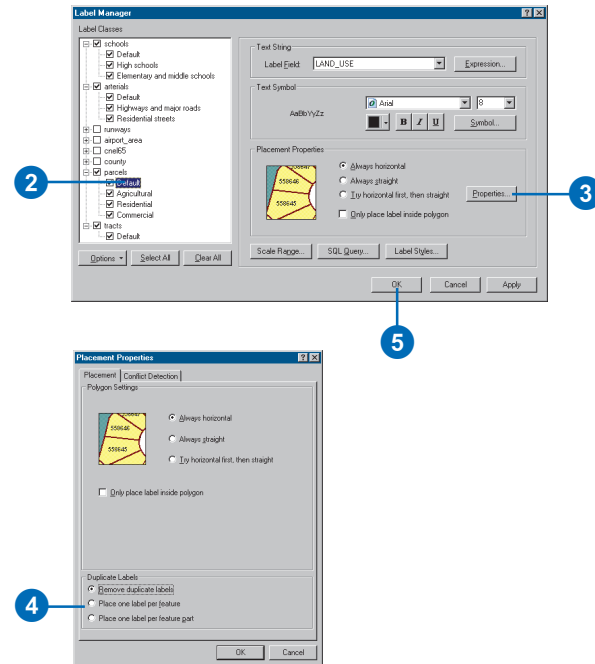 Label Manager
Label Classes
schools
Default
High schools
Elementary and middle schools
arterials
Default
Highways and major roads
Residential streets
runways
airport_area
cnel65
county
parcels
Default
Agricultural
Residential
Commercial
tracts
Default
Options
Select All
Clear All
Text String
Label Field:
LAND_USE
Expression...
Text Symbol
AaBbYyZz
Arial
8
B I U
Symbol...
Placement Properties
558646
558645
Always horizontal
Always straight
Try horizontal first, then straight
Only place label inside polygon
Properties...
Scale Range...
SQL Query...
Label Styles...
OK
Cancel
Apply
2
3
5
Placement Properties
Placement
Conflict Detection
Polygon Settings
558646
558645
Always horizontal
Always straight
Try horizontal first, then straight
Only place label inside polygon
Duplicate Labels
Remove duplicate labels
Place one label per feature
Place one label per feature part
4
OK
Cancel